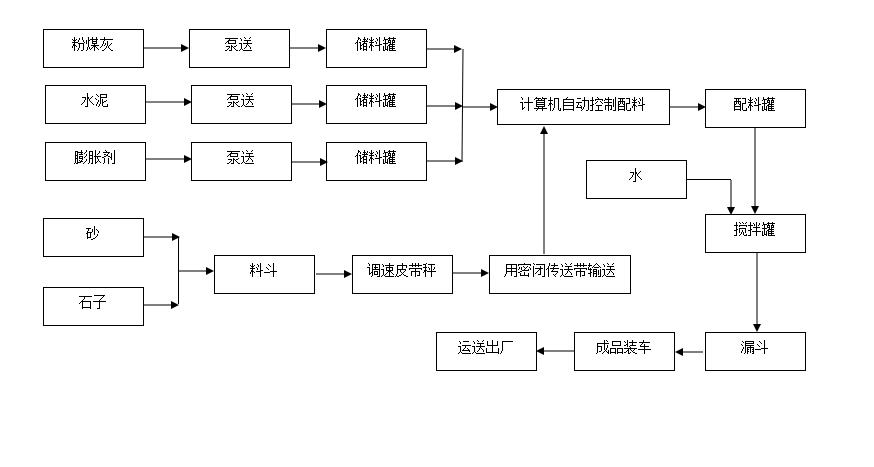 粉煤灰
泵送
储料罐
水泥
泵送
储料罐
计算机自动控制配料
配料罐
膨胀剂
泵送
储料罐
水
砂
搅拌罐
料斗
调速皮带秤
用密闭传送带输送
石子
运送出厂
成品装车
漏斗